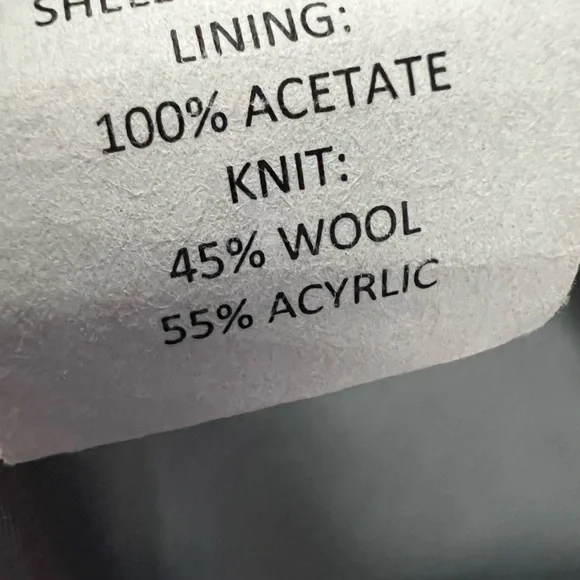 LINING:
100% ACETATE
KNIT:
45% WOOL
55% ACYRLIC